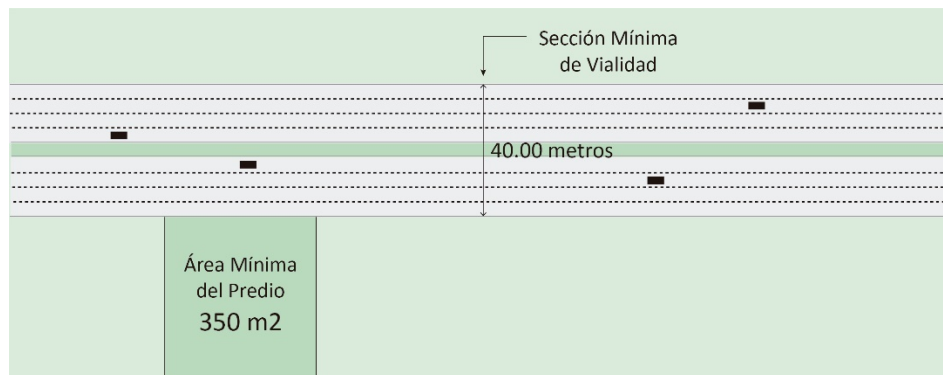 Sección Mínima
de Vialidad
40.00 metros
Área Mínima
del Predio
350 m2